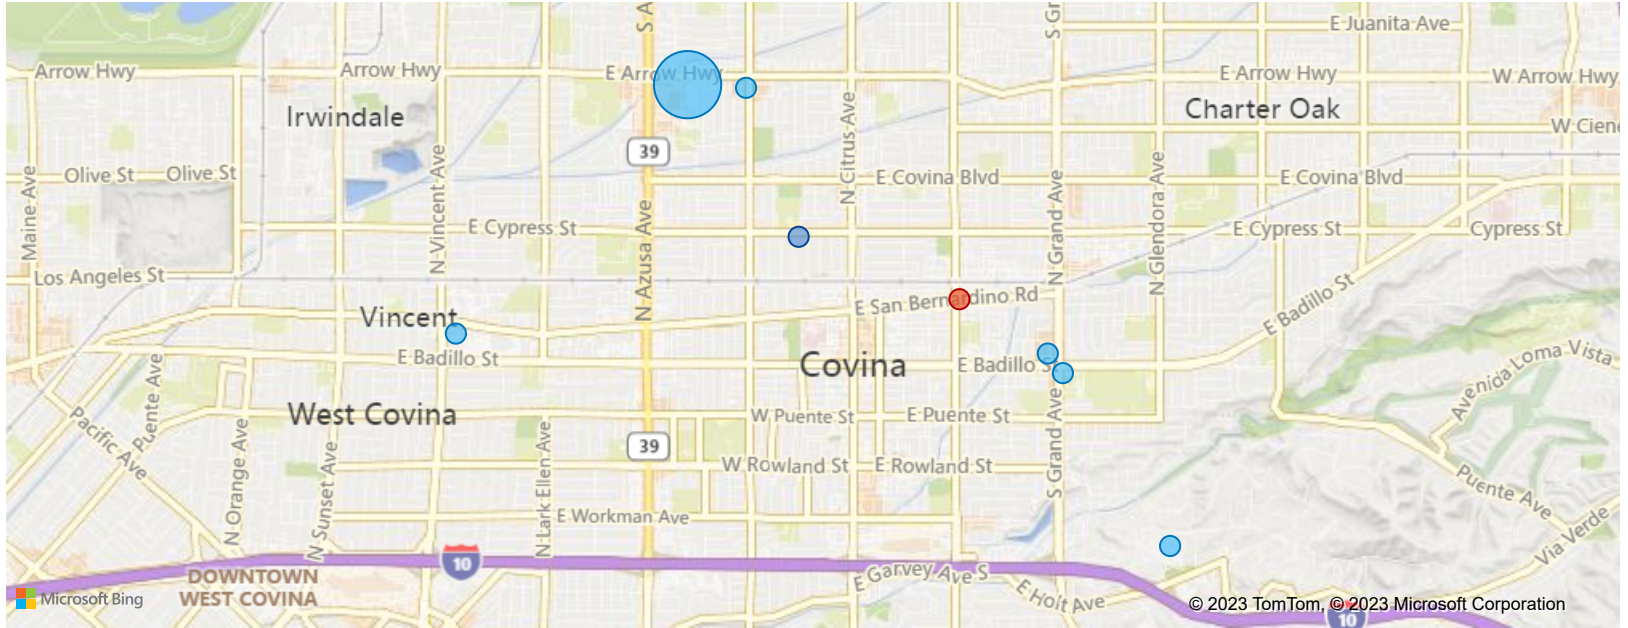 S A
S Gr
E Juanita Ave
Arrow Hwy
Arrow Hwy
E Arrow Hwy
E Arrow Hwy
W Arrow Hwy
Irwindale
Charter Oak
N Citrus Ave
W Ciene
39
N Vincent Ave
Maine Ave
Olive St
Olive St
E Covina Blvd
E Covina Blvd
N Grand Ave
N Glendora Ave
N Azusa Ave
E Cypress St
E Cypress St
Cypress St
Los Angeles St
E San Bernardino Rd
E Badillo St
Vincent
E Badillo St
Covina
E Badillo S
Avenida Loma Vista
Puente Ave
West Covina
W Puente St
E Puente St
Pacific Ave
S Grand Ave
39
N Orange Ave
N Sunset Ave
N Lark Ellen Ave
W Rowland St
E Rowland St
Puente Ave
E Workman Ave
Via Verde
10
DOWNTOWN
WEST COVINA
E Garvey Ave S
E Holt Ave
Microsoft Bing
© 2023 TomTom, © 2023 Microsoft Corporation
10